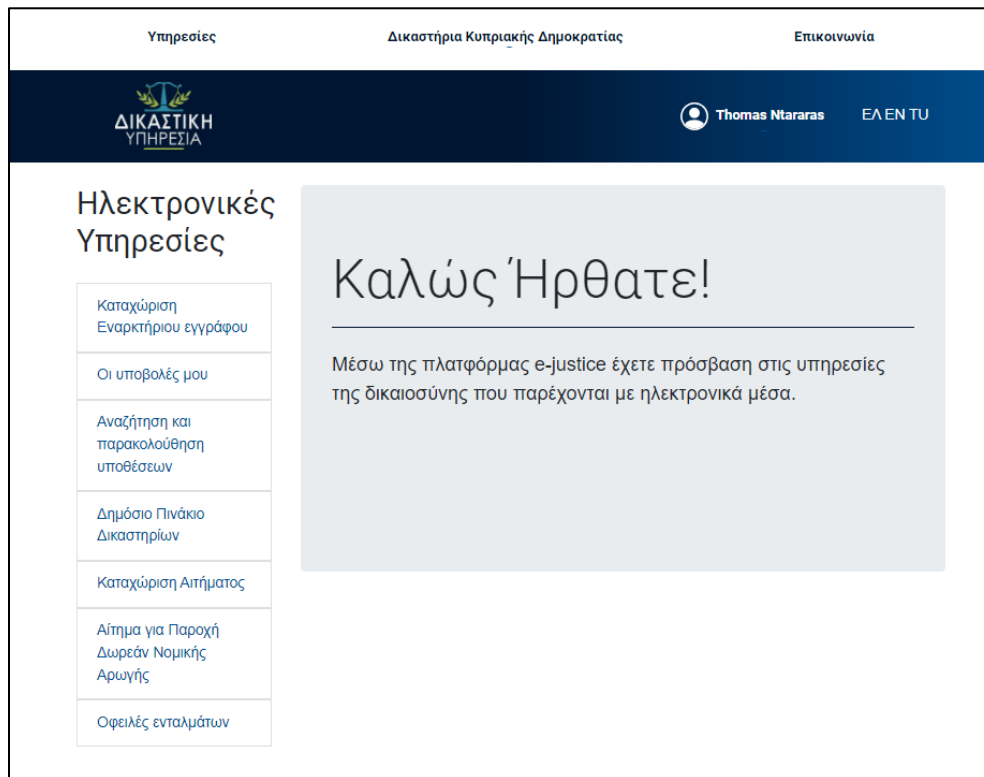 Υπηρεσίες
Δικαστήρια Κυπριακής Δημοκρατίας
Επικοινωνία
ΔΙΚΑΣΤΙΚΗ
ΥΠΗΡΕΣΙΑ
Thomas Ntararas
ΕΛ EN TU
Ηλεκτρονικές
Υπηρεσίες
Καταχώριση
Εναρκτήριου εγγράφου
Οι υποβολές μου
Αναζήτηση και
παρακολούθηση
υποθέσεων
Δημόσιο Πινάκιο
Δικαστηρίων
Καταχώριση Αιτήματος
Αίτημα για Παροχή
Δωρεάν Νομικής
Αρωγής
Οφειλές ενταλμάτων
Καλώς Ήρθατε!
Μέσω της πλατφόρμας e-justice έχετε πρόσβαση στις υπηρεσίες
της δικαιοσύνης που παρέχονται με ηλεκτρονικά μέσα.